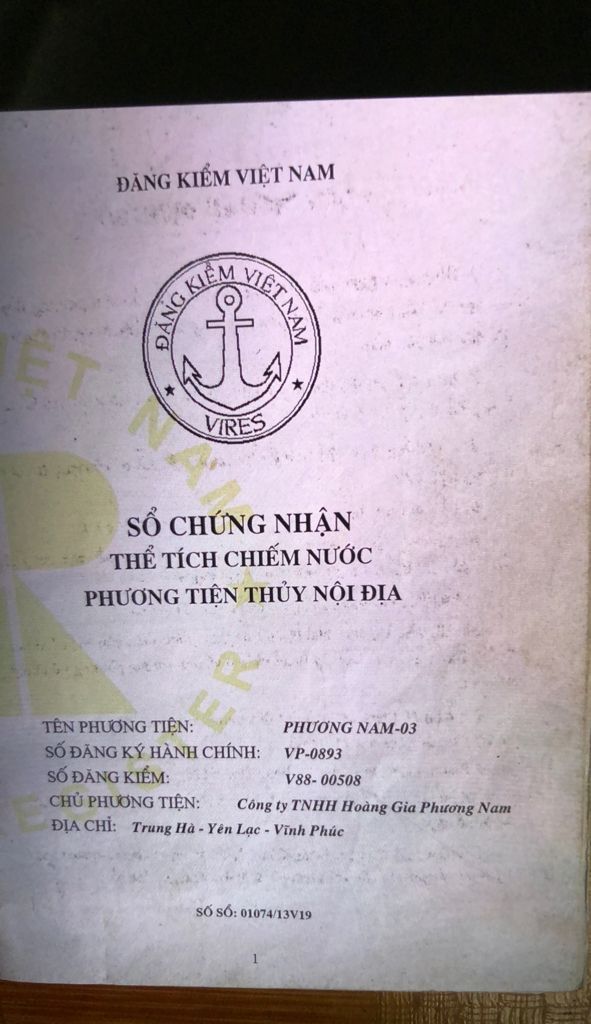 ĐĂNG KIỂM VIỆT NAM
ĐĂNG KIỂM VIỆT NAM
VIRES
VIỆT NAM
REGISTER
SỔ CHỨNG NHẬN
THỂ TÍCH CHIẾM NƯỚC
PHƯƠNG TIỆN THỦY NỘI ĐỊA
TÊN PHƯƠNG TIỆN: PHƯƠNG NAM-03
SỐ ĐĂNG KÝ HÀNH CHÍNH: VP-0893
SỐ ĐĂNG KIỂM: V88- 00508
CHỦ PHƯƠNG TIỆN: Công ty TNHH Hoàng Gia Phương Nam
ĐỊA CHỈ: Trung Hà - Yên Lạc - Vĩnh Phúc
SỐ SỔ: 01074/13V19
1